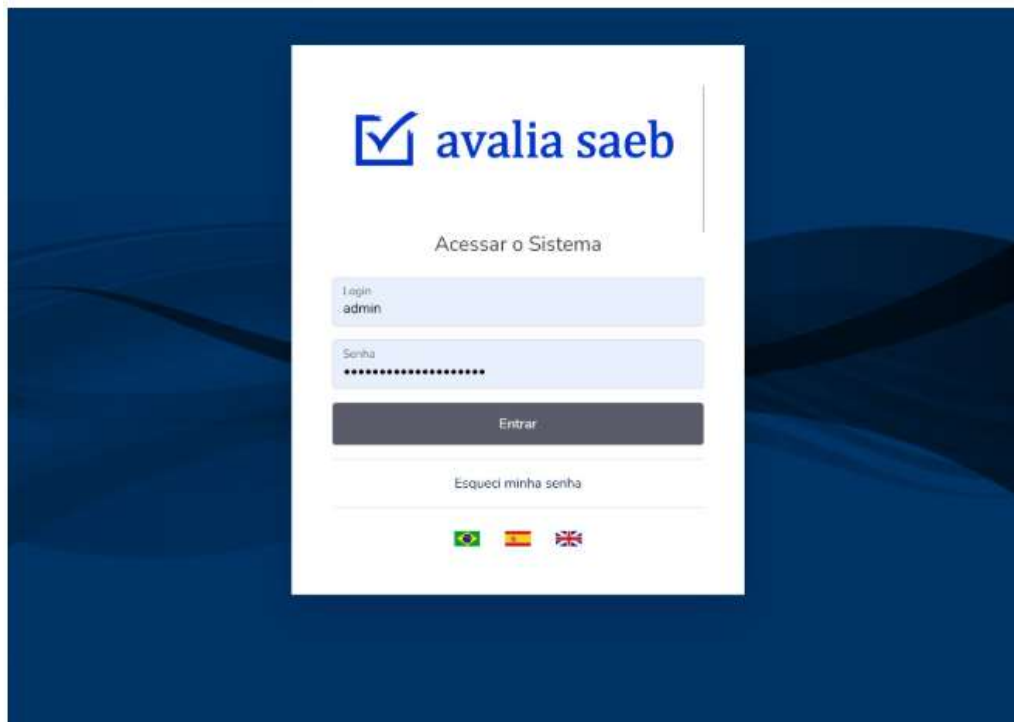 avalia saeb
Acessar o Sistema
Login
admin
Senha
••••••••••••••••••••
Entrar
Esqueci minha senha